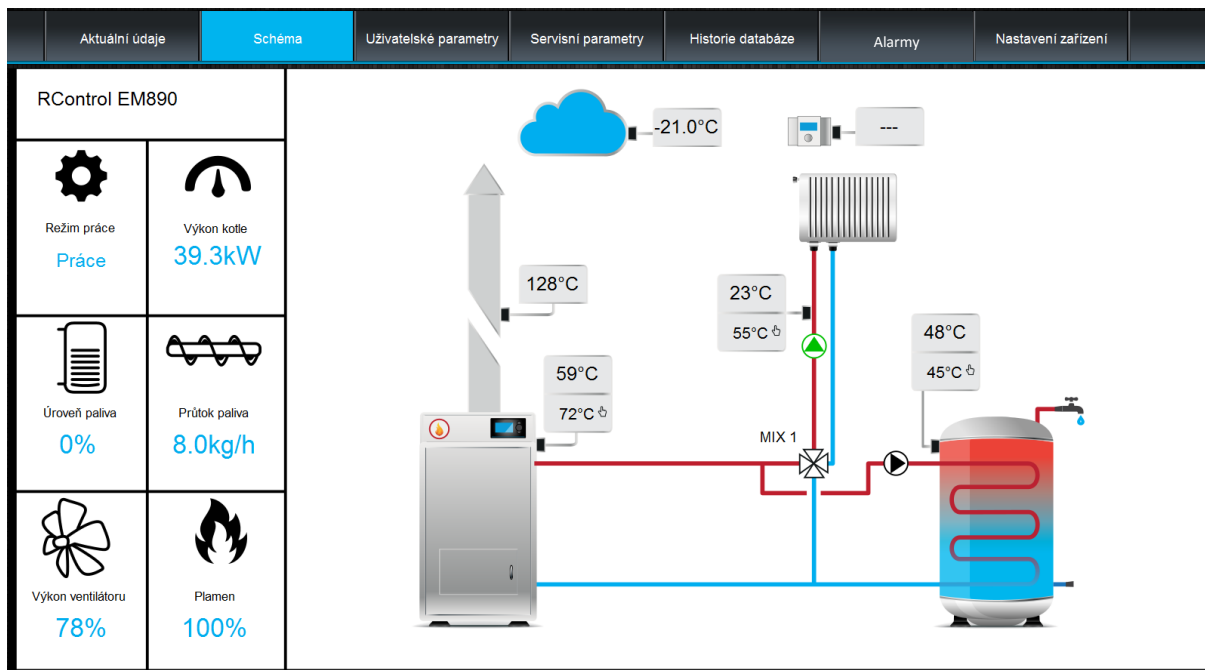 Aktuální údaje
Schéma
Uživatelské parametry
Servisní parametry
Historie databáze
Alarmy
Nastavení zařízení
RControl EM890
Režim práce
Práce
Výkon kotle
39.3kW
Úroveň paliva
0%
Průtok paliva
8.0kg/h
Výkon ventilátoru
78%
Plamen
100%
-21.0°C
---
128°C
23°C
55°C
48°C
45°C
59°C
72°C
MIX 1